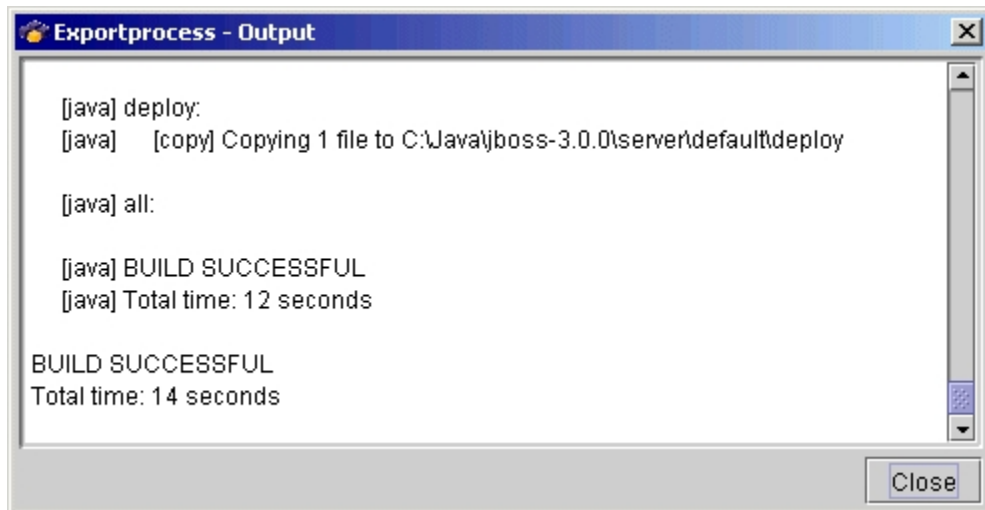 Exportprocess - Output
[java] deploy:
[java] [copy] Copying 1 file to C:\Java\jboss-3.0.0\server\default\deploy
[java] all:
[java] BUILD SUCCESSFUL
[java] Total time: 12 seconds
BUILD SUCCESSFUL
Total time: 14 seconds
Close